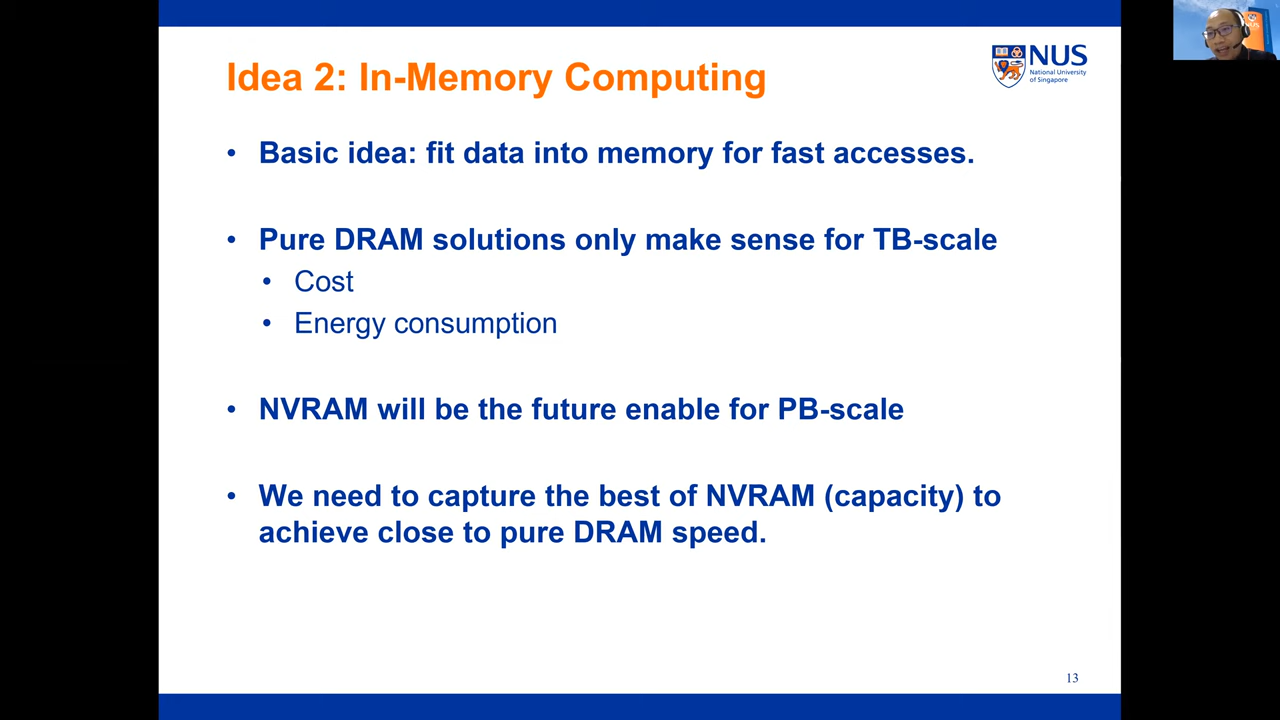 Idea 2: In-Memory Computing
NUS
National University
of Singapore
• Basic idea: fit data into memory for fast accesses.
• Pure DRAM solutions only make sense for TB-scale
• Cost
• Energy consumption
• NVRAM will be the future enable for PB-scale
• We need to capture the best of NVRAM (capacity) to
achieve close to pure DRAM speed.
13
NUS